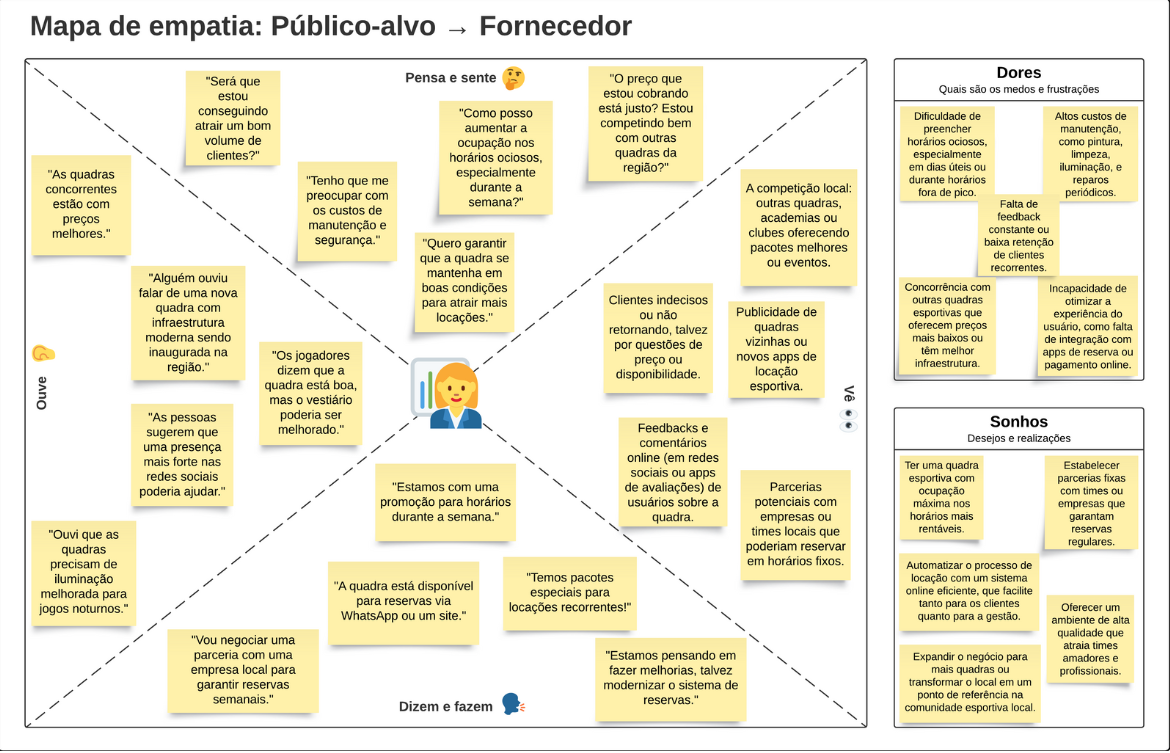 Mapa de empatia: Público-alvo → Fornecedor
Pensa e sente
"Será que
estou
conseguindo
atrair um bom
volume de
clientes?"
"Tenho que me
preocupar com
os custos de
manutenção e
segurança."
"Como posso
aumentar a
ocupação nos
horários ociosos,
especialmente
durante a
semana?"
"O preço que
estou cobrando
está justo? Estou
competindo bem
com outras
quadras da
região?"
"Quero garantir
que a quadra se
mantenha em
boas condições
para atrair mais
locações."
Ouve
"As quadras
concorrentes
estão com
preços
melhores."
"Alguém ouviu
falar de uma nova
quadra com
infraestrutura
moderna sendo
inaugurada na
região."
"Os jogadores
dizem que a
quadra está boa,
mas o vestiário
poderia ser
melhorado."
"As pessoas
sugerem que
uma presença
mais forte nas
redes sociais
poderia ajudar."
"Ouvi que as
quadras
precisam de
iluminação
melhorada para
jogos noturnos."
Vê
A competição local:
outras quadras,
academias ou
clubes oferecendo
pacotes melhores
ou eventos.
Clientes indecisos
ou não
retornando, talvez
por questões de
preço ou
disponibilidade.
Publicidade de
quadras
vizinhas ou
novos apps de
locação
esportiva.
Feedbacks e
comentários
online (em redes
sociais ou apps
de avaliações) de
usuários sobre a
quadra.
Parcerias
potenciais com
empresas ou
times locais que
poderiam reservar
em horários fixos.
Dizem e fazem
"Estamos com uma
promoção para horários
durante a semana."
"A quadra está disponível
para reservas via
WhatsApp ou um site."
"Temos pacotes
especiais para
locações recorrentes!"
"Vou negociar uma
parceria com uma
empresa local para
garantir reservas
semanais."
"Estamos pensando em
fazer melhorias, talvez
modernizar o sistema de
reservas."
Dores
Quais são os medos e frustrações
Dificuldade de
preencher
horários ociosos,
especialmente
em dias úteis ou
durante horários
fora de pico.
Altos custos de
manutenção,
como pintura,
limpeza,
iluminação, e
reparos
periódicos.
Falta de
feedback
constante ou
baixa retenção
de clientes
recorrentes.
Concorrência com
outras quadras
esportivas que
oferecem preços
mais baixos ou
têm melhor
infraestrutura.
Incapacidade de
otimizar a
experiência do
usuário, como falta
de integração com
apps de reserva ou
pagamento online.
Sonhos
Desejos e realizações
Ter uma quadra
esportiva com
ocupação
máxima nos
horários mais
rentáveis.
Estabelecer
parcerias fixas
com times ou
empresas que
garantam
reservas
regulares.
Automatizar o processo de
locação com um sistema
online eficiente, que facilite
tanto para os clientes
quanto para a gestão.
Oferecer um
ambiente de alta
qualidade que
atraia times
amadores e
profissionais.
Expandir o negócio para
mais quadras ou
transformar o local em um
ponto de referência na
comunidade esportiva local.